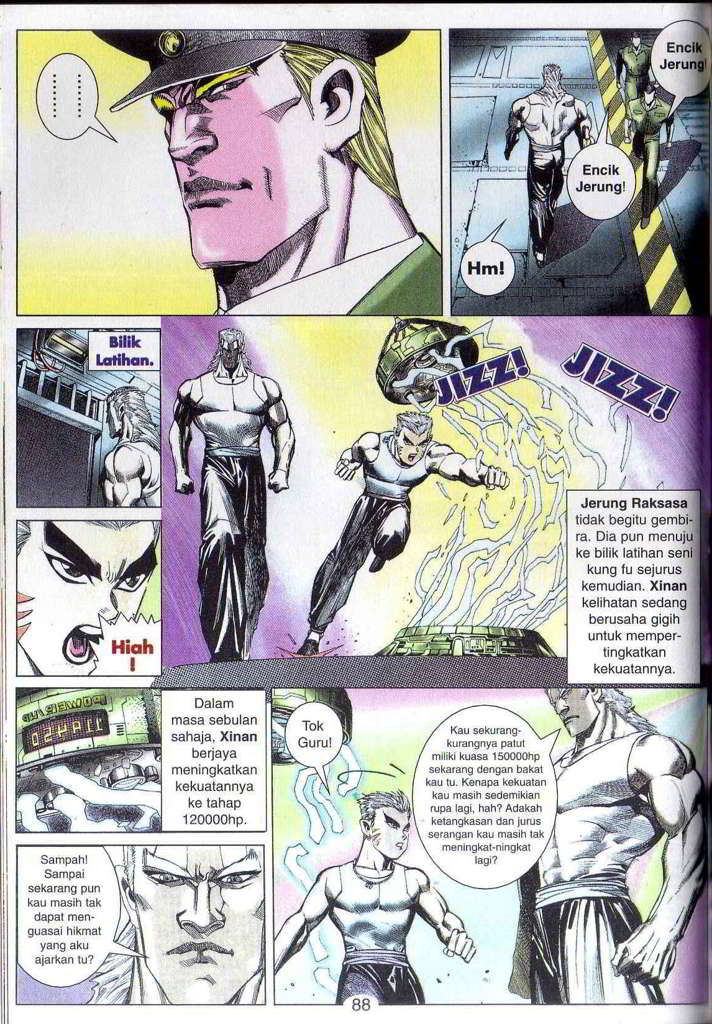 Encik
Jerung!
Encik
Jerung!
Hm!
Bilik
Latihan.
JIZZ!
JIZZ!
Jerung Raksasa
tidak begitu gembi-
ra. Dia pun menuju
ke bilik latihan seni
kung fu sejurus
kemudian. Xinan
kelihatan sedang
berusaha gigih
untuk memper-
tingkatkan
kekuatannya.
Hiah
!
Dalam
masa sebulan
sahaja, Xinan
berjaya
meningkatkan
kekuatannya
ke tahap
120000hp.
Tok
Guru!
Kau sekurang-
kurangnya patut
miliki kuasa 150000hp
sekarang dengan bakat
kau tu. Kenapa kekuatan
kau masih sedemikian
rupa lagi, hah? Adakah
ketangkasan dan jurus
serangan kau masih tak
meningkat-ningkat
lagi?
Sampah!
Sampai
sekarang pun
kau masih tak
dapat men-
guasai hikmat
yang aku
ajarkan tu?
88